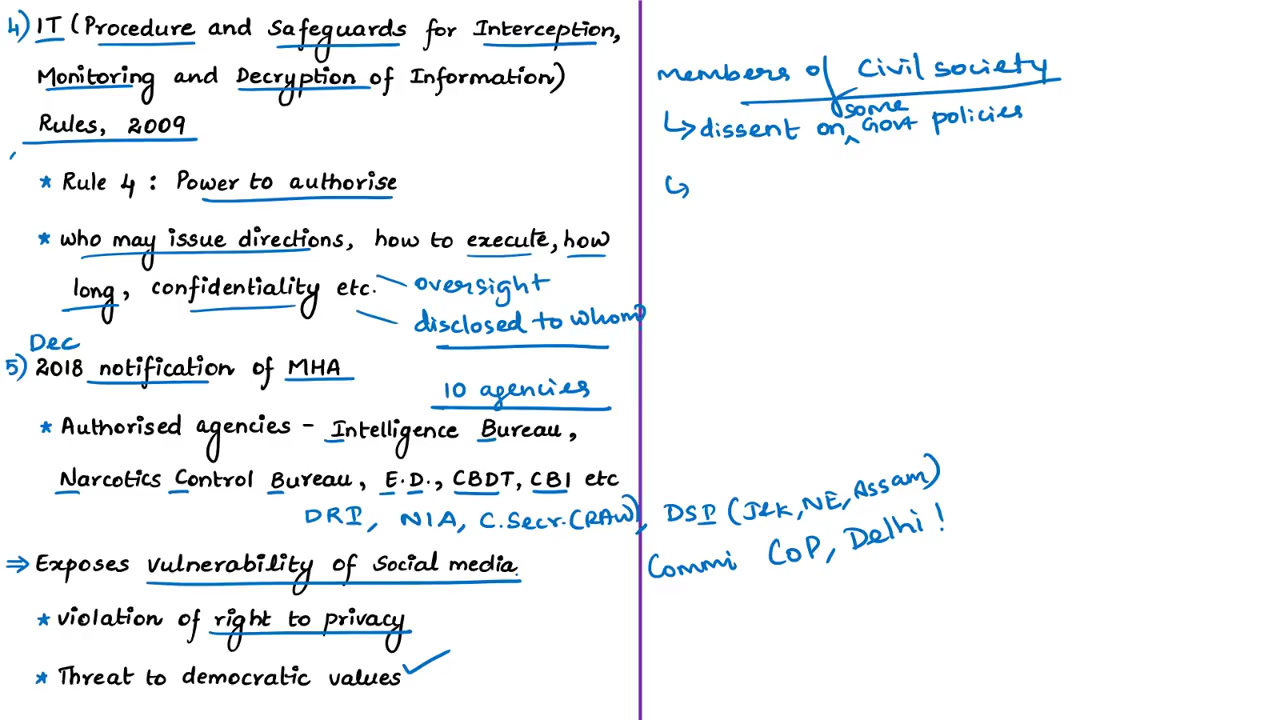 4) IT (Procedure and Safeguards for Interception,
Monitoring and Decryption of Information)
Rules, 2009
* Rule 4 : Power to authorise
* who may issue directions, how to execute, how
long, confidentiality etc.
oversight
disclosed to whom?
Dec
5) 2018 notification of MHA
10 agencies
* Authorised agencies - Intelligence Bureau,
Narcotics Control Bureau, E.D., CBDT, CBI etc
DRI, NIA, C.Secr.(RAW), DSI (J&K, NE, Assam)
Commi CoP, Delhi!
⇒ Exposes vulnerability of Social media.
* violation of right to privacy
* Threat to democratic values
members of Civil society
some
↳ dissent on ^ Govt policies
↳